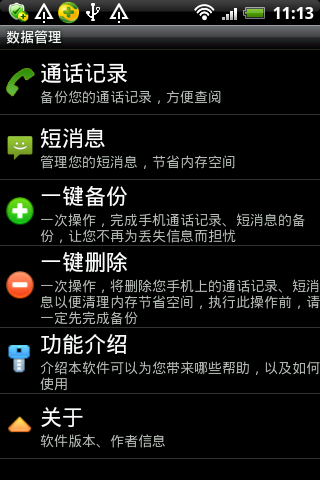 11:13
数据管理
通话记录
备份您的通话记录，方便查阅
短消息
管理您的短消息，节省内存空间
一键备份
一次操作，完成手机通话记录、短消息的备
份，让您不再为丢失信息而担忧
一键删除
一次操作，将删除您手机上的通话记录、短消
息以便清理内存节省空间，执行此操作前，请
一定先完成备份
功能介绍
介绍本软件可以为您带来哪些帮助，以及如何
使用
关于
软件版本、作者信息